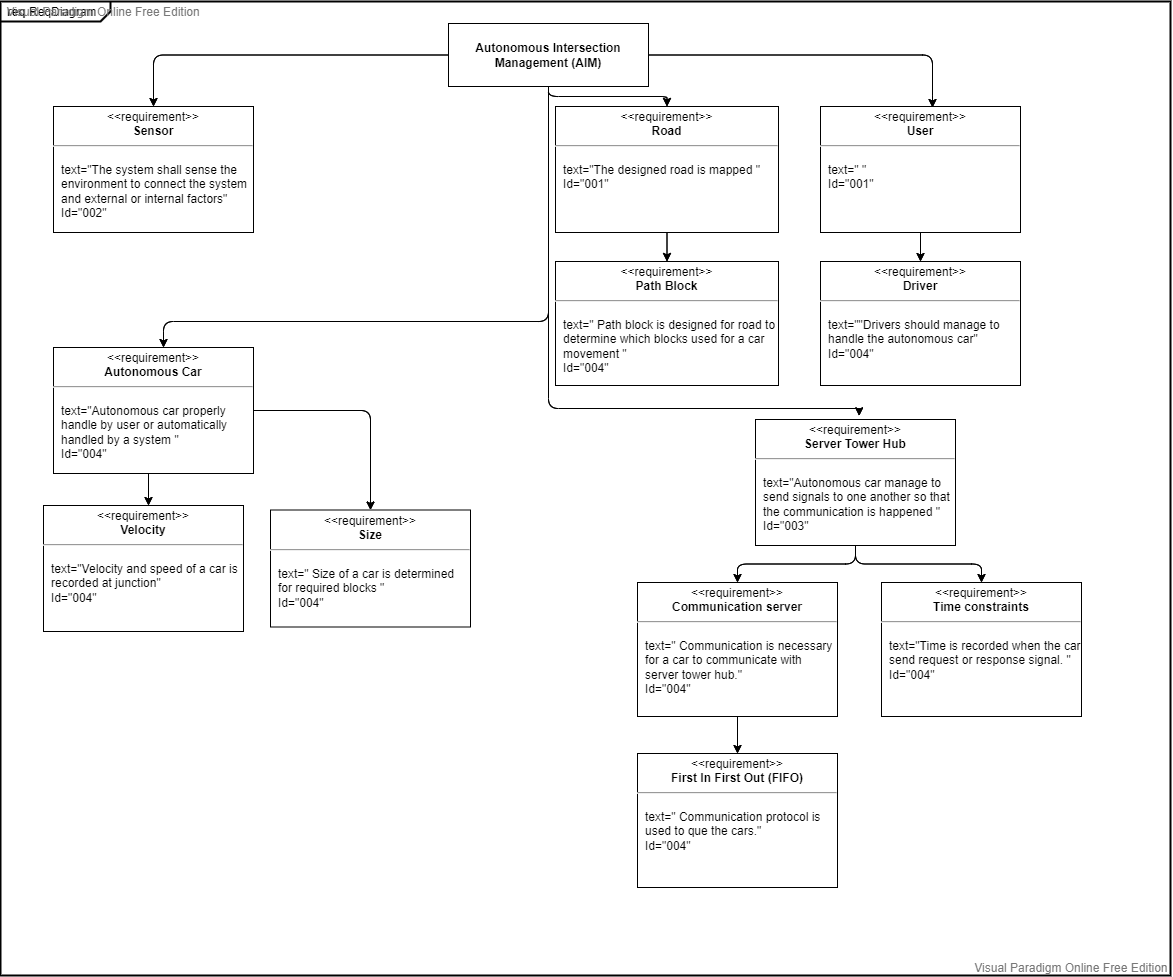 req ReqDiagram
Visual Paradigm Online Free Edition
Autonomous Intersection
Management (AIM)
<<requirement>>
Sensor
text="The system shall sense the
environment to connect the system
and external or internal factors"
Id="002"
<<requirement>>
Road
text="The designed road is mapped "
Id="001"
<<requirement>>
User
text=" "
Id="001"
<<requirement>>
Path Block
text=" Path block is designed for road to
determine which blocks used for a car
movement "
Id="004"
<<requirement>>
Driver
text=""Drivers should manage to
handle the autonomous car"
Id="004"
<<requirement>>
Autonomous Car
text="Autonomous car properly
handle by user or automatically
handled by a system "
Id="004"
<<requirement>>
Server Tower Hub
text="Autonomous car manage to
send signals to one another so that
the communication is happened "
Id="003"
<<requirement>>
Velocity
text="Velocity and speed of a car is
recorded at junction"
Id="004"
<<requirement>>
Size
text=" Size of a car is determined
for required blocks "
Id="004"
<<requirement>>
Communication server
text=" Communication is necessary
for a car to communicate with
server tower hub."
Id="004"
<<requirement>>
Time constraints
text="Time is recorded when the car
send request or response signal. "
Id="004"
<<requirement>>
First In First Out (FIFO)
text=" Communication protocol is
used to que the cars."
Id="004"
Visual Paradigm Online Free Edition